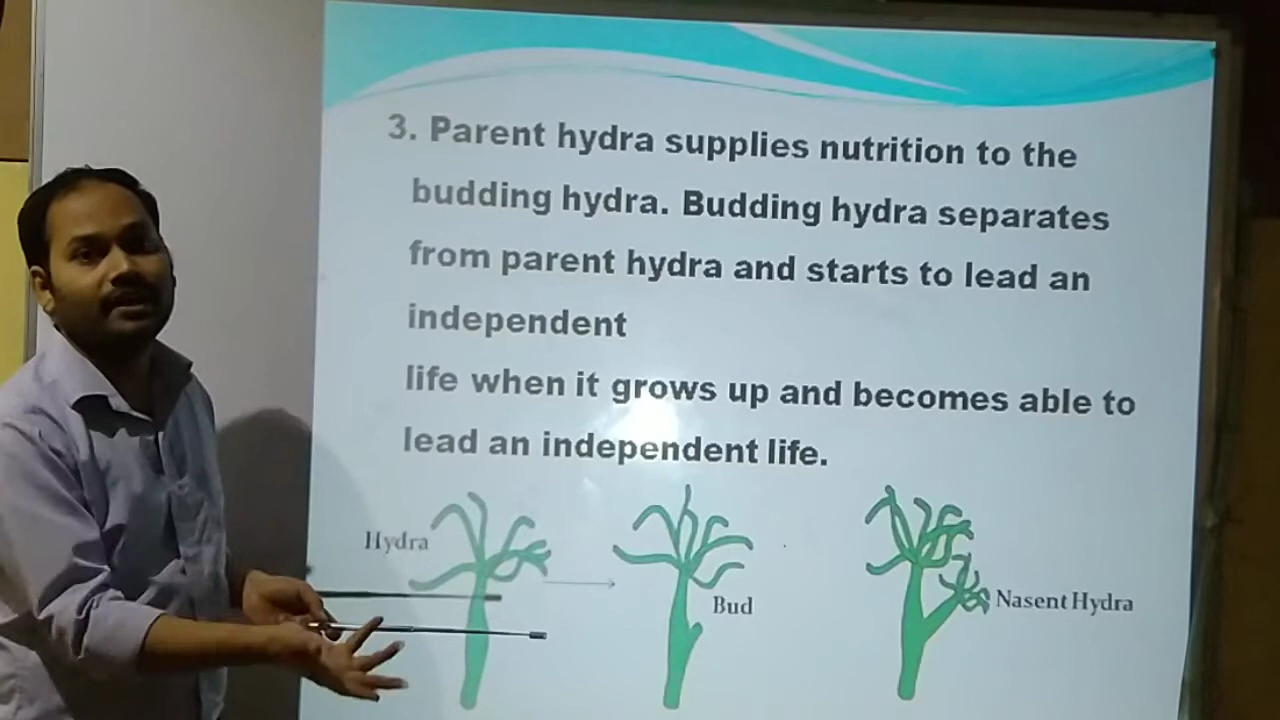 3. Parent hydra supplies nutrition to the
budding hydra. Budding hydra separates
from parent hydra and starts to lead an
independent
life when it grows up and becomes able to
lead an independent life.
Hydra
Bud
Nasent Hydra